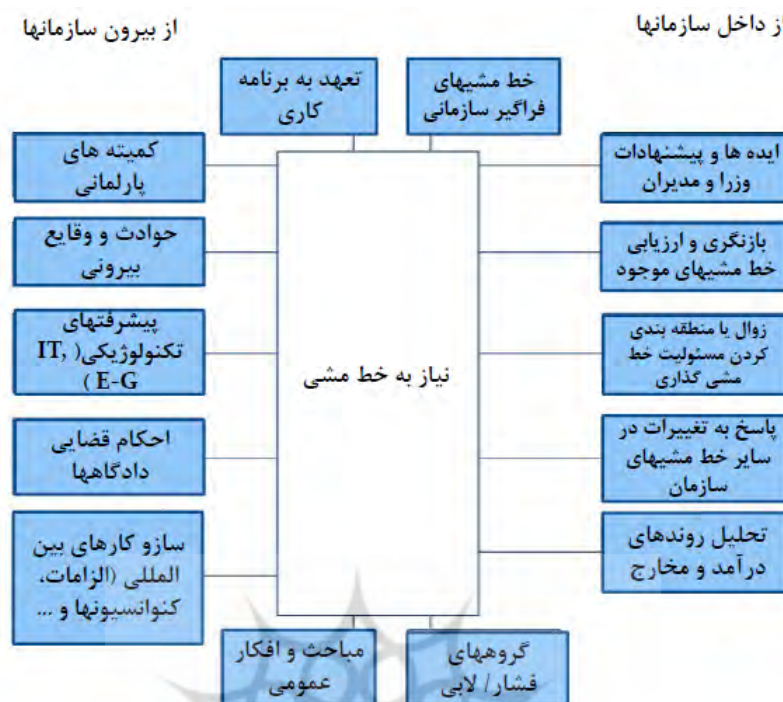 از داخل سازمانها
از بیرون سازمانها
خط مشیهای
فراگیر سازمانی
تعهد به برنامه
کاری
ایده ها و پیشنهادات
وزرا و مدیران
کمیته های
پارلمانی
بازنگری و ارزیابی
خط مشیهای موجود
حوادث و وقایع
بیرونی
زوال یا منطقه بندی
کردن مسئولیت خط
مشی گذاری
پیشرفتهای
تکنولوژیکی( IT,
E-G )
نیاز به خط مشی
پاسخ به تغییرات در
سایر خط مشیهای
سازمان
احکام قضایی
دادگاهها
تحلیل روندهای
درآمد و مخارج
سازو کارهای بین
المللی (الزامات،
کنوانسیونها و ...
گروههای
فشار/ لابی
مباحث و افکار
عمومی